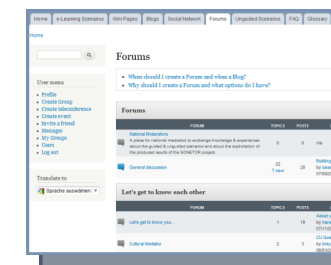 Home e-Learning Scenarios Wiki Pages Blogs Social Network Forums Unguided Scenarios FAQ Glossary
Home
Forums
When should I create a Forum and when a Blog?
Why should I create a Forum and what options do I have?
User menu
Profile
Create Group
Create teleconference
Create event
Invite a friend
Messages
My Groups
Users
Log out
Translate to
Sprache auswählen
Forums
FORUM TOPICS POSTS
National Moderators
A place for national mediators to exchange knowledge & experiences
about the guided & unguided scenarios and about the exploitation of
the produced results of the SONETOR project.
0 0 n/a
General discussion 22 28 Building
7 new
Let's get to know each other
FORUM TOPICS POSTS
Let's get to know you... 1 18
Cultural Mediator 2 3